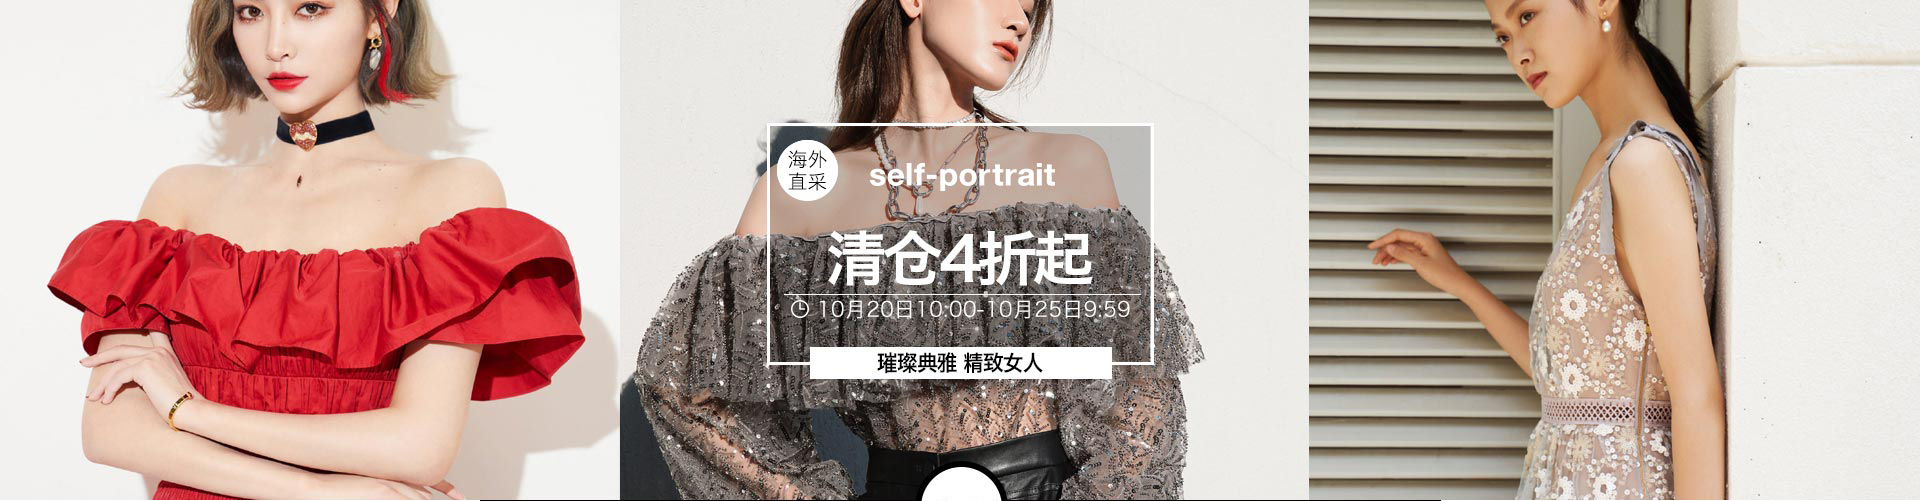 海外
直采
self-portrait
清仓4折起
10月20日10:00-10月25日9:59
璀璨典雅 精致女人